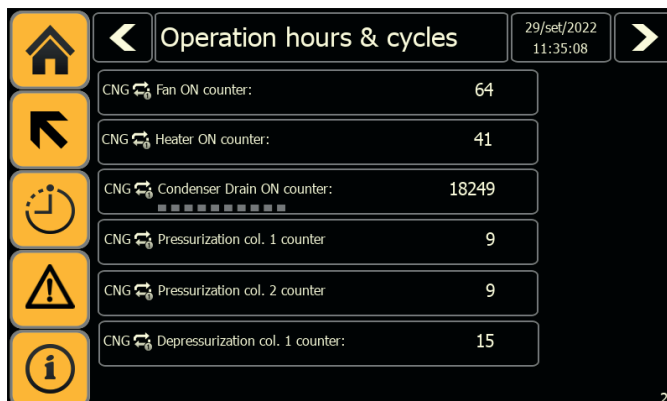 Operation hours & cycles
29/set/2022
11:35:08
CNG Fan ON counter: 64
CNG Heater ON counter: 41
CNG Condenser Drain ON counter: 18249
CNG Pressurization col. 1 counter 9
CNG Pressurization col. 2 counter 9
CNG Depressurization col. 1 counter: 15
2